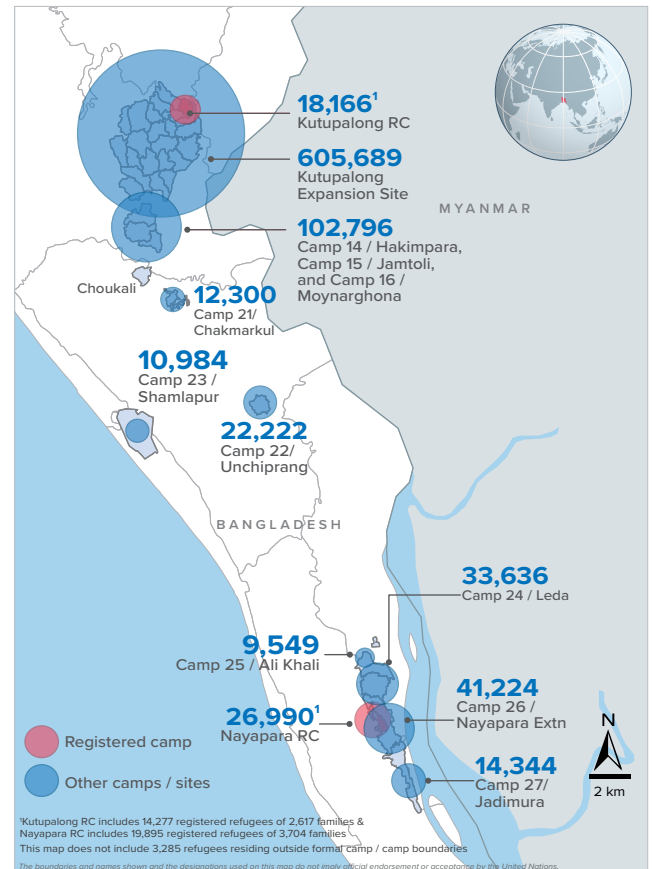 18,166¹
Kutupalong RC
605,689
Kutupalong
Expansion Site
MYANMAR
102,796
Camp 14 / Hakimpara,
Camp 15 / Jamtoli,
and Camp 16 /
Moynarghona
Choukali
12,300
Camp 21/
Chakmarkul
10,984
Camp 23 /
Shamlapur
22,222
Camp 22/
Unchiprang
BANGLADESH
33,636
Camp 24 / Leda
9,549
Camp 25 / Ali Khali
41,224
Camp 26 /
Nayapara Extn
26,990¹
Nayapara RC
N
2 km
14,344
Camp 27/
Jadimura
Registered camp
Other camps / sites
¹Kutupalong RC includes 14,277 registered refugees of 2,617 families &
Nayapara RC includes 19,895 registered refugees of 3,704 families
This map does not include 3,285 refugees residing outside formal camp / camp boundaries
The boundaries and names shown and the designations used on this map do not imply official endorsement or acceptance by the United Nations.